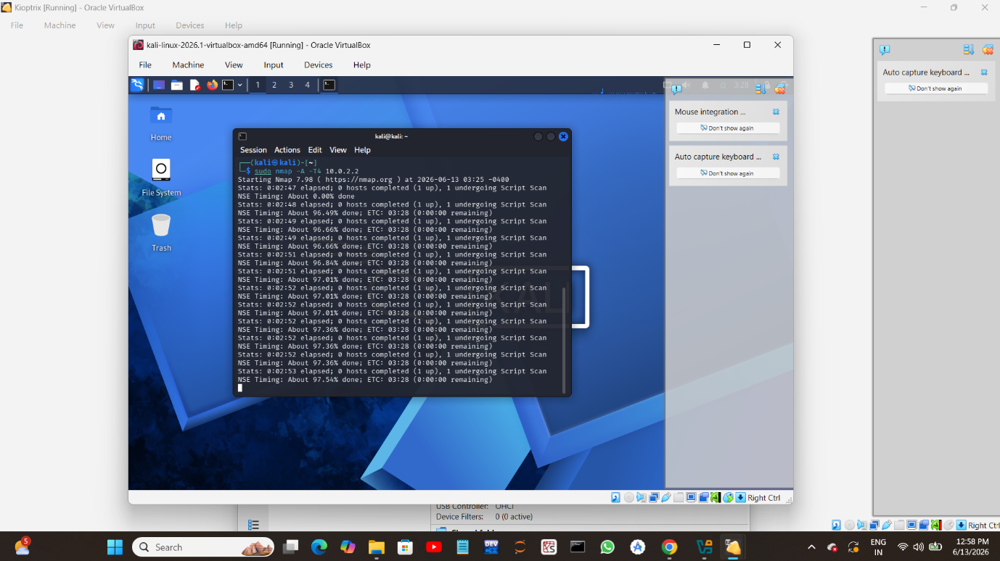 Kioptrix [Running] - Oracle VirtualBox
File Machine View Input Devices Help
kali-linux-2026.1-virtualbox-amd64 [Running] - Oracle VirtualBox
File Machine View Input Devices Help
1 2 3 4
3:28
Home
File System
Trash
kali@kali: ~
Session Actions Edit View Help
┌──(kali㉿kali)-[~]
└─$ sudo nmap -A -T4 10.0.2.2
Starting Nmap 7.98 ( https://nmap.org ) at 2026-06-13 03:25 -0400
Stats: 0:02:47 elapsed; 0 hosts completed (1 up), 1 undergoing Script Scan
NSE Timing: About 0.00% done
Stats: 0:02:48 elapsed; 0 hosts completed (1 up), 1 undergoing Script Scan
NSE Timing: About 96.49% done; ETC: 03:28 (0:00:00 remaining)
Stats: 0:02:49 elapsed; 0 hosts completed (1 up), 1 undergoing Script Scan
NSE Timing: About 96.66% done; ETC: 03:28 (0:00:00 remaining)
Stats: 0:02:49 elapsed; 0 hosts completed (1 up), 1 undergoing Script Scan
NSE Timing: About 96.66% done; ETC: 03:28 (0:00:00 remaining)
Stats: 0:02:51 elapsed; 0 hosts completed (1 up), 1 undergoing Script Scan
NSE Timing: About 96.84% done; ETC: 03:28 (0:00:00 remaining)
Stats: 0:02:51 elapsed; 0 hosts completed (1 up), 1 undergoing Script Scan
NSE Timing: About 97.01% done; ETC: 03:28 (0:00:00 remaining)
Stats: 0:02:52 elapsed; 0 hosts completed (1 up), 1 undergoing Script Scan
NSE Timing: About 97.01% done; ETC: 03:28 (0:00:00 remaining)
Stats: 0:02:52 elapsed; 0 hosts completed (1 up), 1 undergoing Script Scan
NSE Timing: About 97.01% done; ETC: 03:28 (0:00:00 remaining)
Stats: 0:02:52 elapsed; 0 hosts completed (1 up), 1 undergoing Script Scan
NSE Timing: About 97.36% done; ETC: 03:28 (0:00:00 remaining)
Stats: 0:02:52 elapsed; 0 hosts completed (1 up), 1 undergoing Script Scan
NSE Timing: About 97.36% done; ETC: 03:28 (0:00:00 remaining)
Stats: 0:02:52 elapsed; 0 hosts completed (1 up), 1 undergoing Script Scan
NSE Timing: About 97.36% done; ETC: 03:28 (0:00:00 remaining)
Stats: 0:02:53 elapsed; 0 hosts completed (1 up), 1 undergoing Script Scan
NSE Timing: About 97.54% done; ETC: 03:28 (0:00:00 remaining)
Mouse integration ...
Don't show again
Auto capture keyboard ...
Don't show again
Auto capture keyboard ...
Don't show again
Right Ctrl
USB Controller: OHCI
Device Filters: 0 (0 active)
Right Ctrl
5
Search
DEV
ENG
IN
12:58 PM
6/13/2026